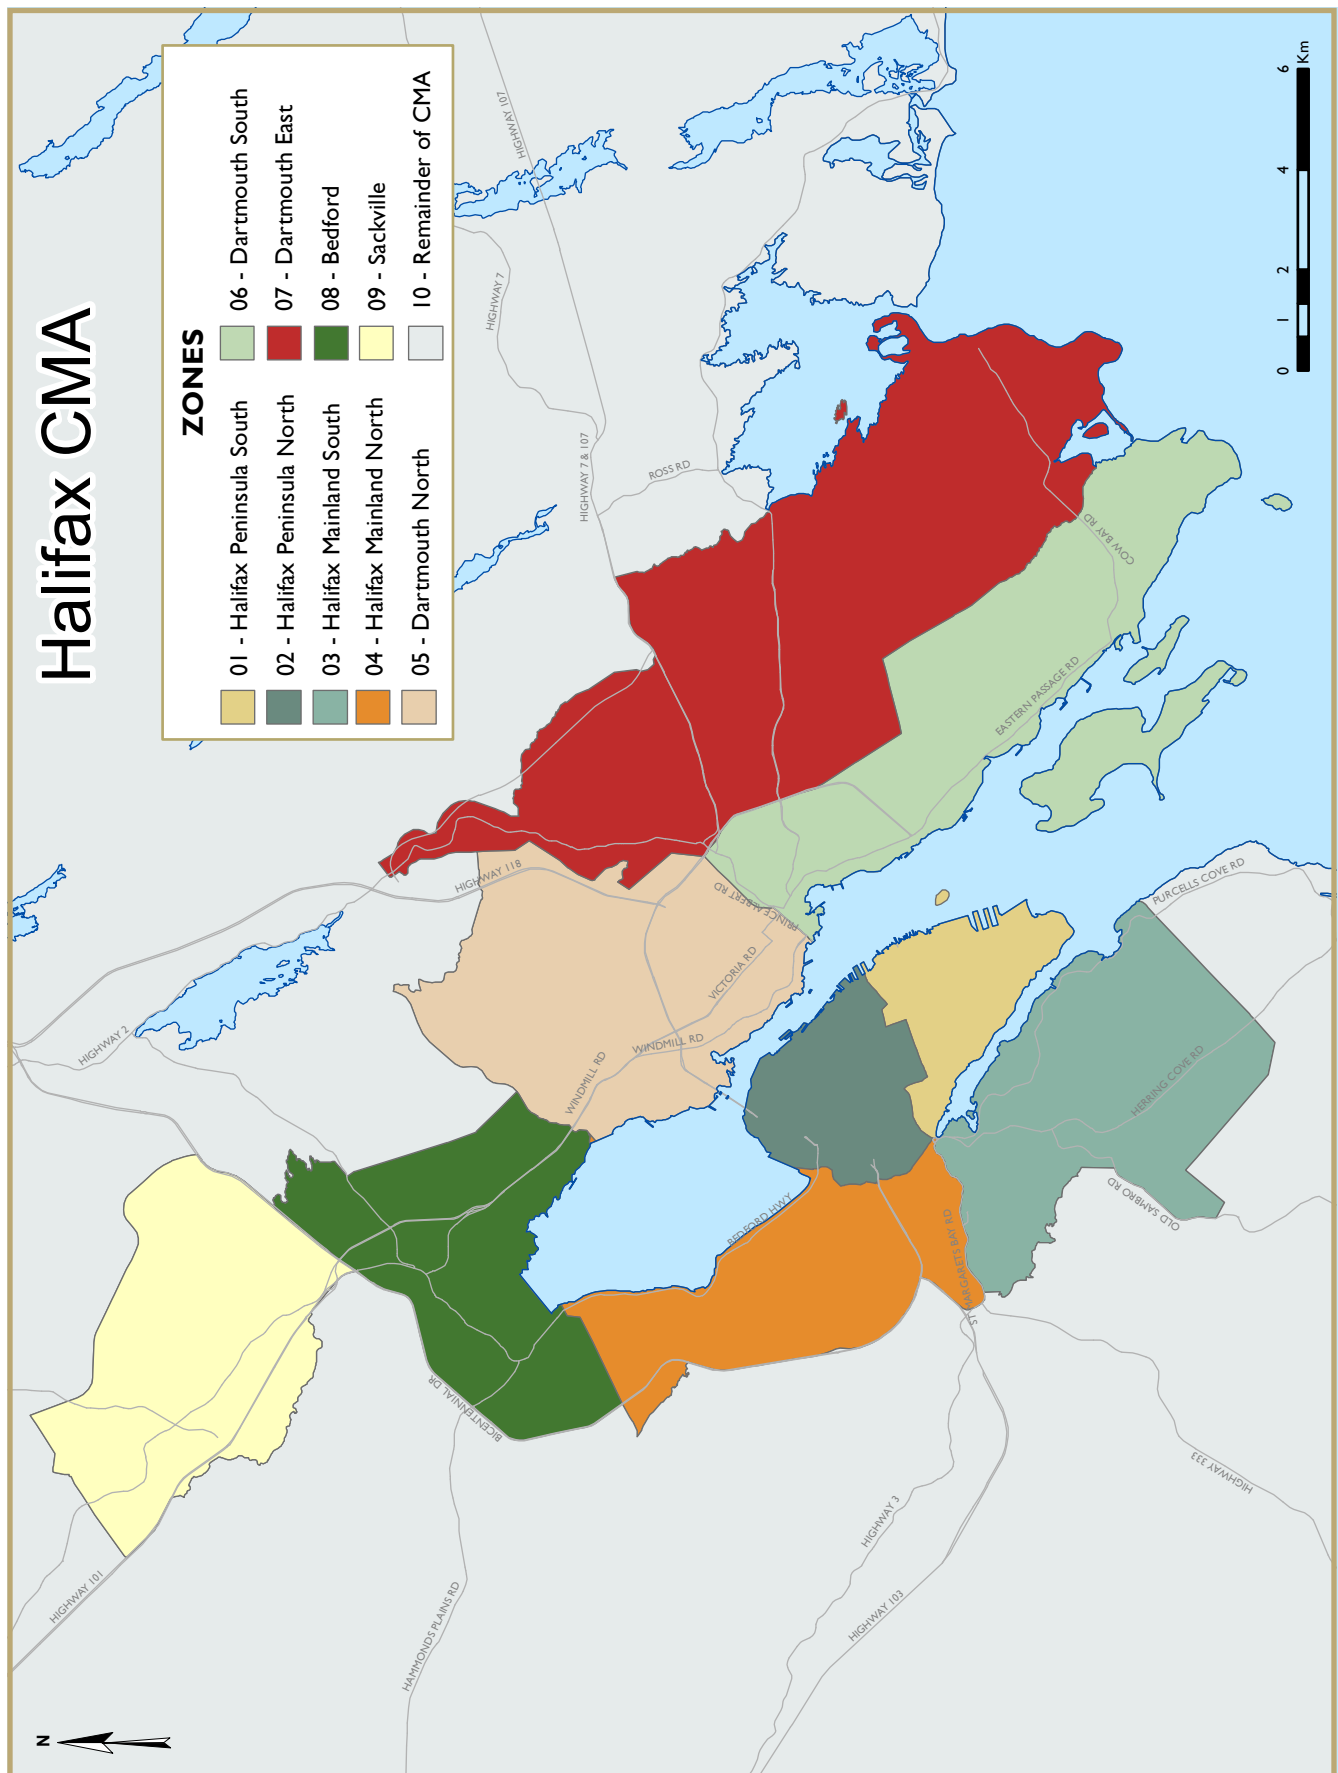 Halifax CMA
ZONES
01 - Halifax Peninsula South
02 - Halifax Peninsula North
03 - Halifax Mainland South
04 - Halifax Mainland North
05 - Dartmouth North
06 - Dartmouth South
07 - Dartmouth East
08 - Bedford
09 - Sackville
10 - Remainder of CMA
N
HIGHWAY 101
HAMMONDS PLAINS RD
BICENTENNIAL DR
HIGHWAY 2
HIGHWAY 118
WINDMILL RD
WINDMILL RD
VICTORIA RD
PRINCE ALBERT RD
BEDFORD HWY
ST MARGARETS BAY RD
HIGHWAY 3
HIGHWAY 103
HIGHWAY 333
OLD SAMBRO RD
HERRING COVE RD
PURCELLS COVE RD
EASTERN PASSAGE RD
COW BAY RD
ROSS RD
HIGHWAY 7 & 107
HIGHWAY 7
HIGHWAY 107
0 1 2 4 6
Km